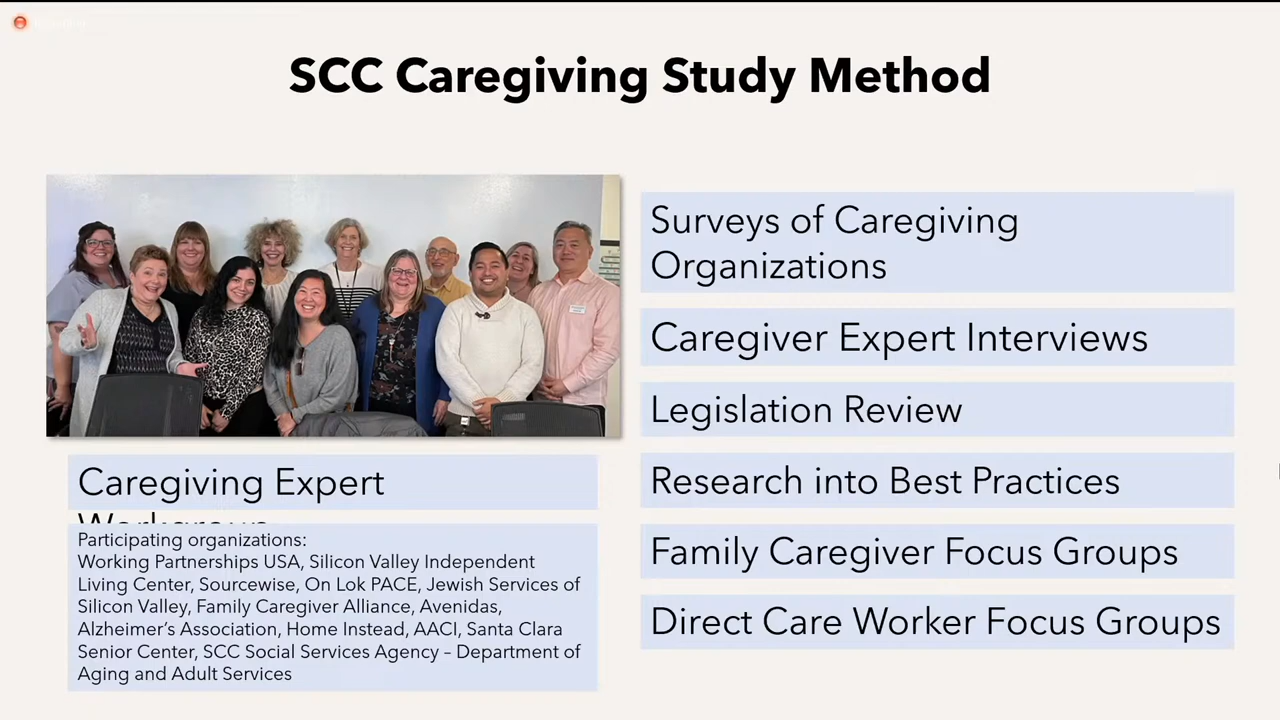 SCC Caregiving Study Method
Caregiving Expert
Workgroup
Participating organizations:
Working Partnerships USA, Silicon Valley Independent
Living Center, Sourcewise, On Lok PACE, Jewish Services of
Silicon Valley, Family Caregiver Alliance, Avenidas,
Alzheimer’s Association, Home Instead, AACI, Santa Clara
Senior Center, SCC Social Services Agency – Department of
Aging and Adult Services
Surveys of Caregiving
Organizations
Caregiver Expert Interviews
Legislation Review
Research into Best Practices
Family Caregiver Focus Groups
Direct Care Worker Focus Groups